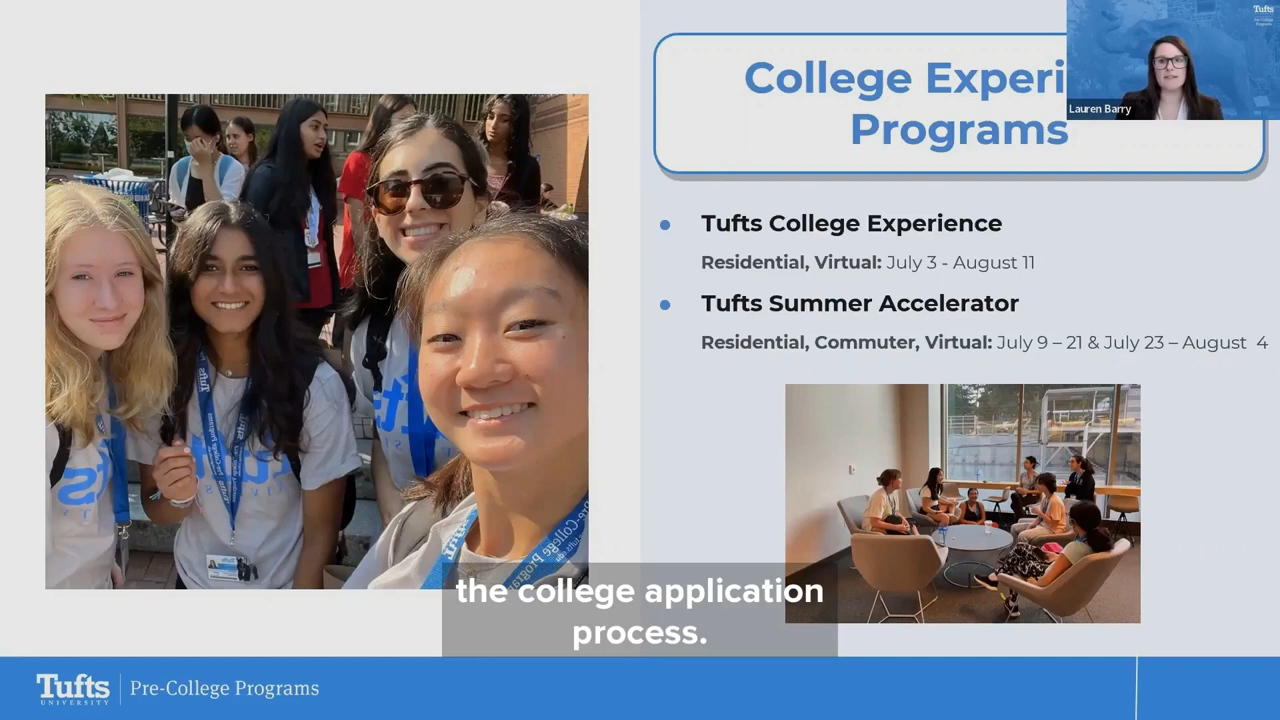 Tufts
College Experi
Programs
Lauren Barry
Tufts College Experience
Residential, Virtual: July 3 - August 11
Tufts Summer Accelerator
Residential, Commuter, Virtual: July 9 – 21 & July 23 – August 4
the college application
process.
Tufts
UNIVERSITY
Pre-College Programs